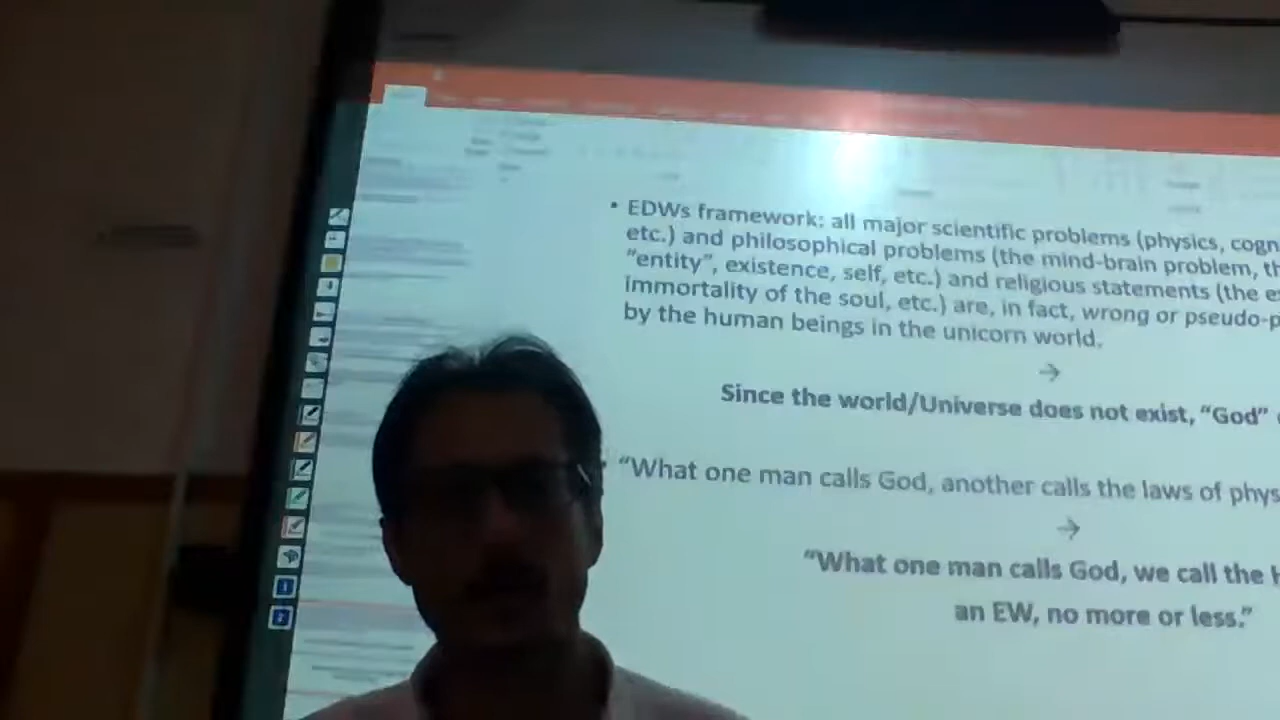 • EDWs framework: all major scientific problems (physics, cogn
etc.) and philosophical problems (the mind-brain problem, th
“entity”, existence, self, etc.) and religious statements (the e
immortality of the soul, etc.) are, in fact, wrong or pseudo-p
by the human beings in the unicorn world.
→
Since the world/Universe does not exist, “God”
“What one man calls God, another calls the laws of phys
→
“What one man calls God, we call the h
an EW, no more or less.”
1
2